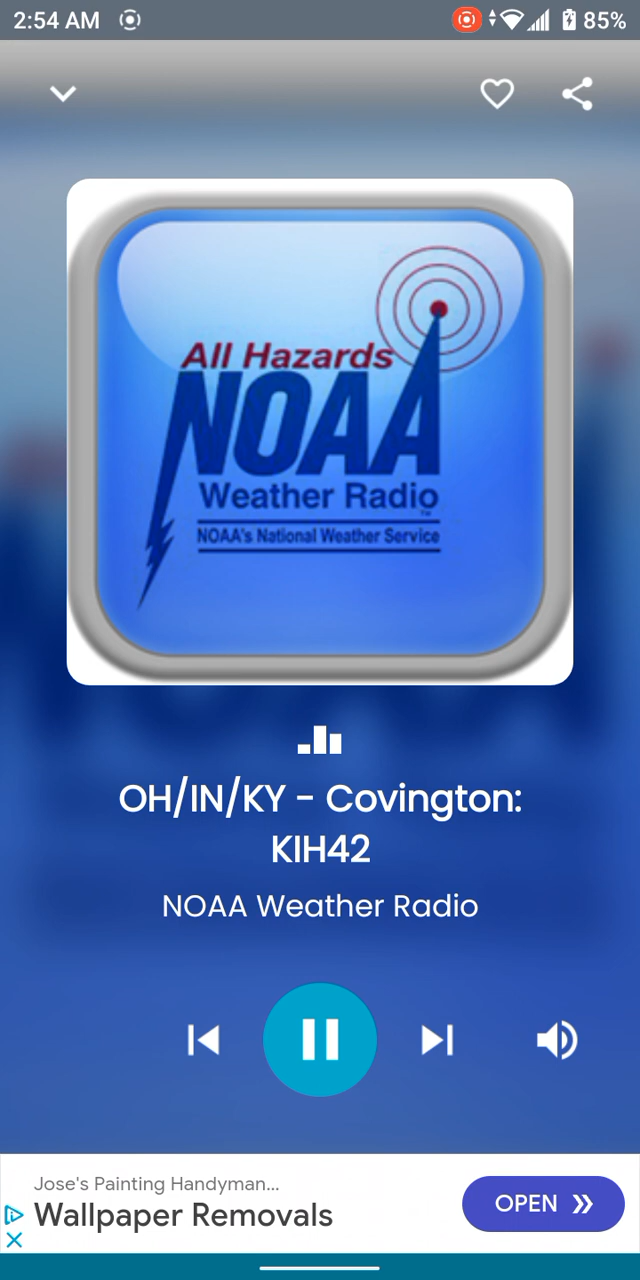 2:54 AM
85%
All Hazards
NOAA
Weather Radio
TM
NOAA's National Weather Service
OH/IN/KY - Covington:
KIH42
NOAA Weather Radio
Jose's Painting Handyman...
Wallpaper Removals
OPEN